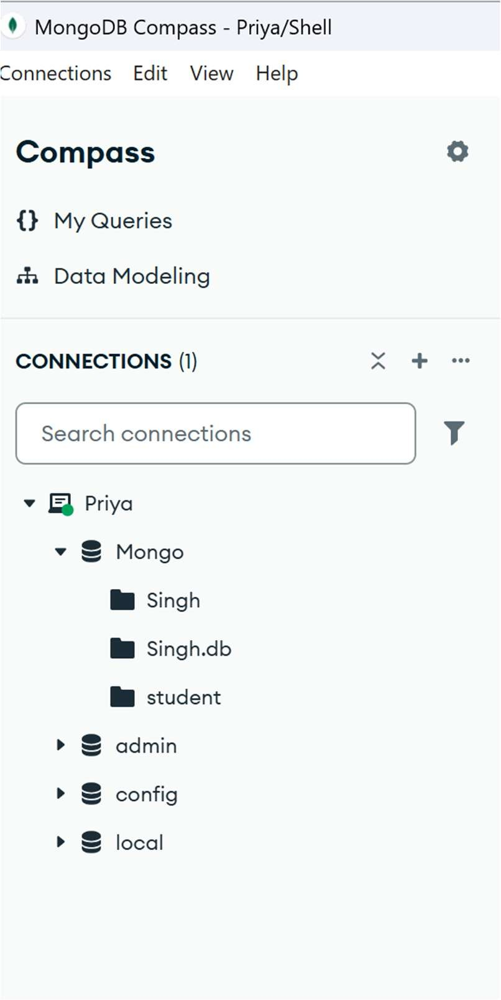 MongoDB Compass - Priya/Shell
Connections Edit View Help
Compass
{} My Queries
Data Modeling
CONNECTIONS (1)
Search connections
Priya
Mongo
Singh
Singh.db
student
admin
config
local